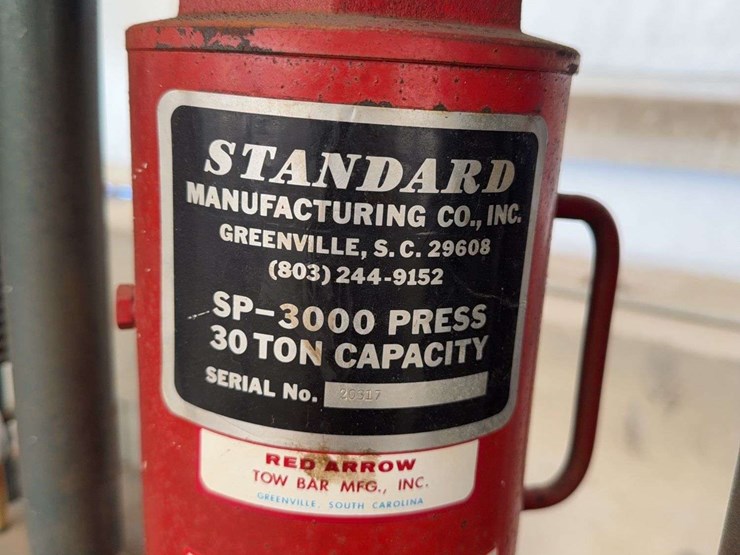 STANDARD
MANUFACTURING CO., INC.
GREENVILLE, S. C. 29608
(803) 244-9152
SP-3000 PRESS
30 TON CAPACITY
SERIAL No.
RED ARROW
TOW BAR MFG., INC.
GREENVILLE, SOUTH CAROLINA